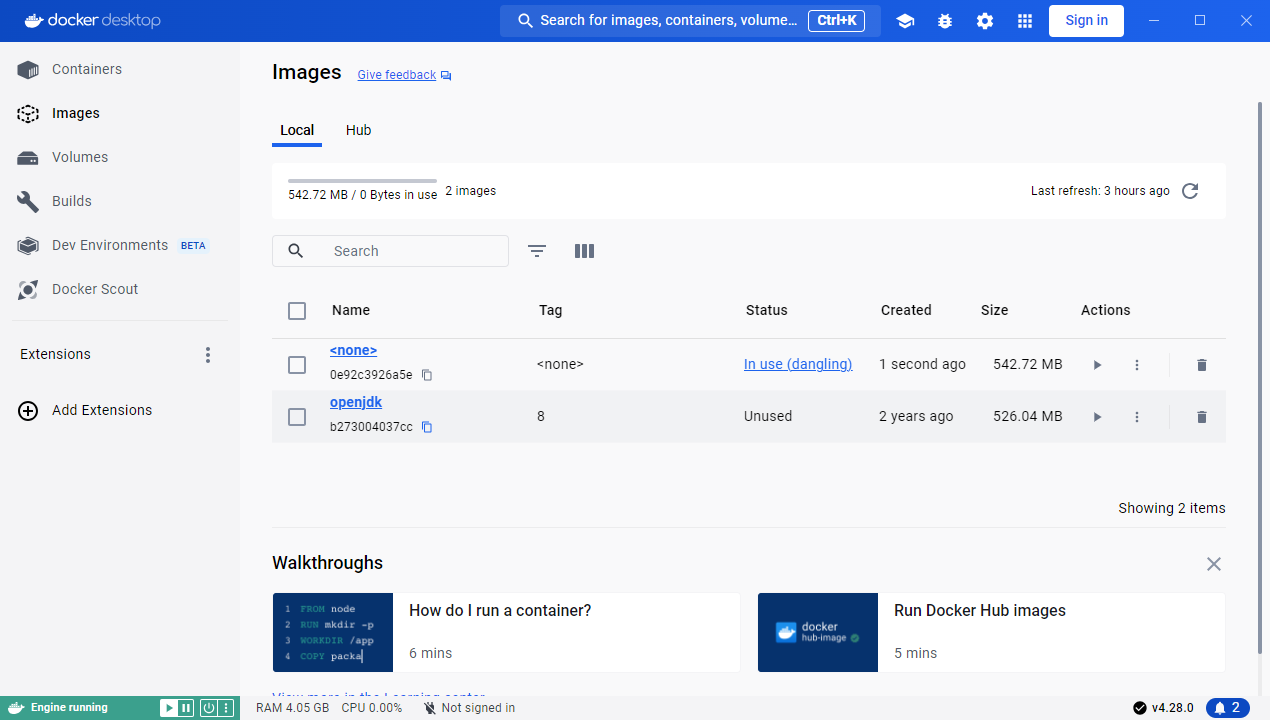 docker desktop
Search for images, containers, volume... Ctrl+K
Sign in
Containers
Images
Volumes
Builds
Dev Environments BETA
Docker Scout
Extensions
Add Extensions
Images Give feedback
Local Hub
542.72 MB / 0 Bytes in use 2 images
Last refresh: 3 hours ago
Search
Name Tag Status Created Size Actions
<none> <none> In use (dangling) 1 second ago 542.72 MB
0e92c3926a5e
openjdk 8 Unused 2 years ago 526.04 MB
b273004037cc
Showing 2 items
Walkthroughs
1 FROM node
2 RUN mkdir -p
3 WORKDIR /app
4 COPY packa
How do I run a container?
6 mins
docker
hub-image
Run Docker Hub images
5 mins
View more in the Learning center
Engine running
RAM 4.05 GB CPU 0.00% Not signed in
v4.28.0 2